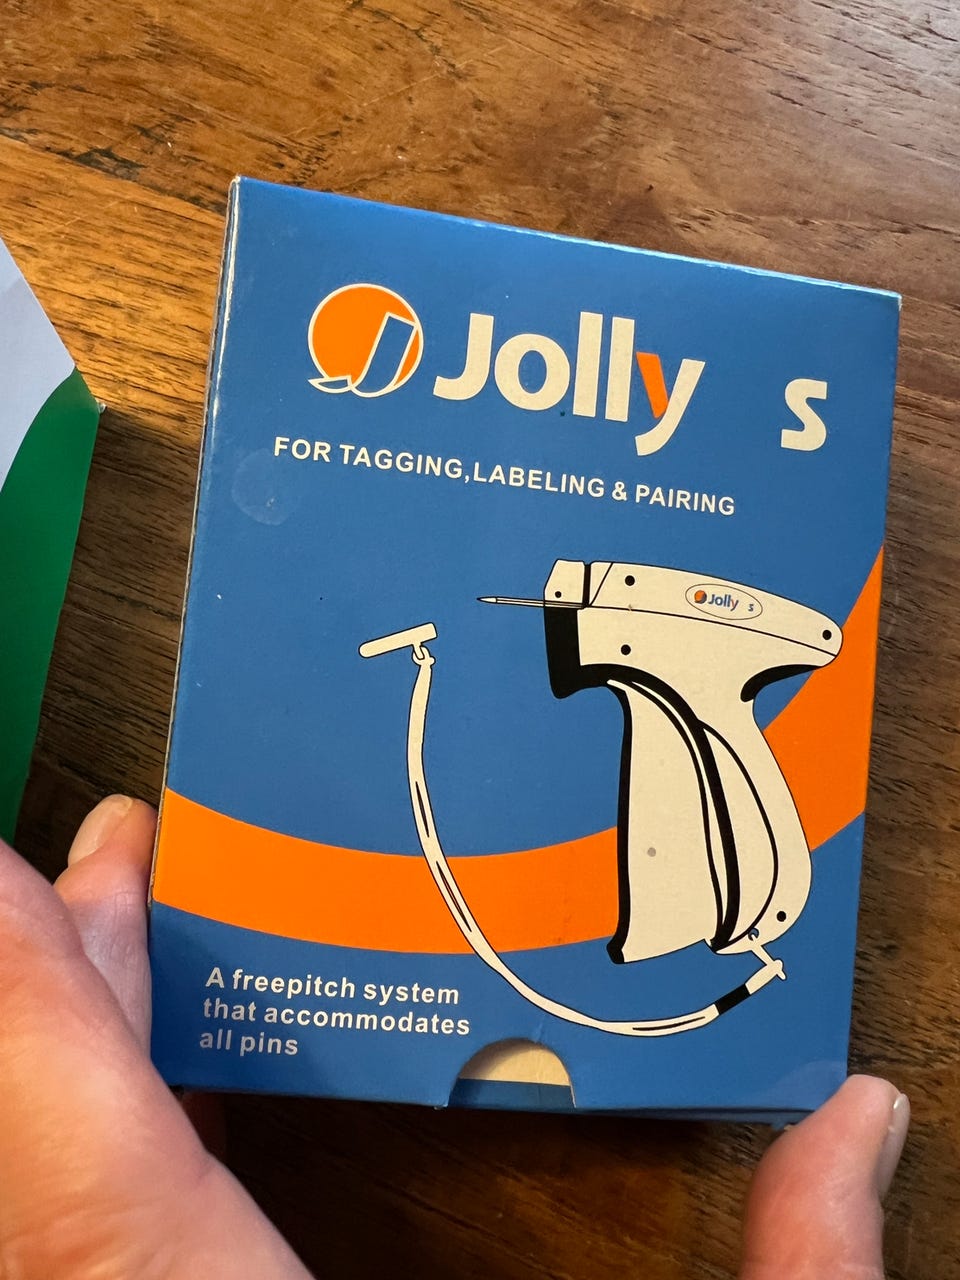 Jolly S
FOR TAGGING,LABELING & PAIRING
Jolly S
A freepitch system
that accommodates
all pins